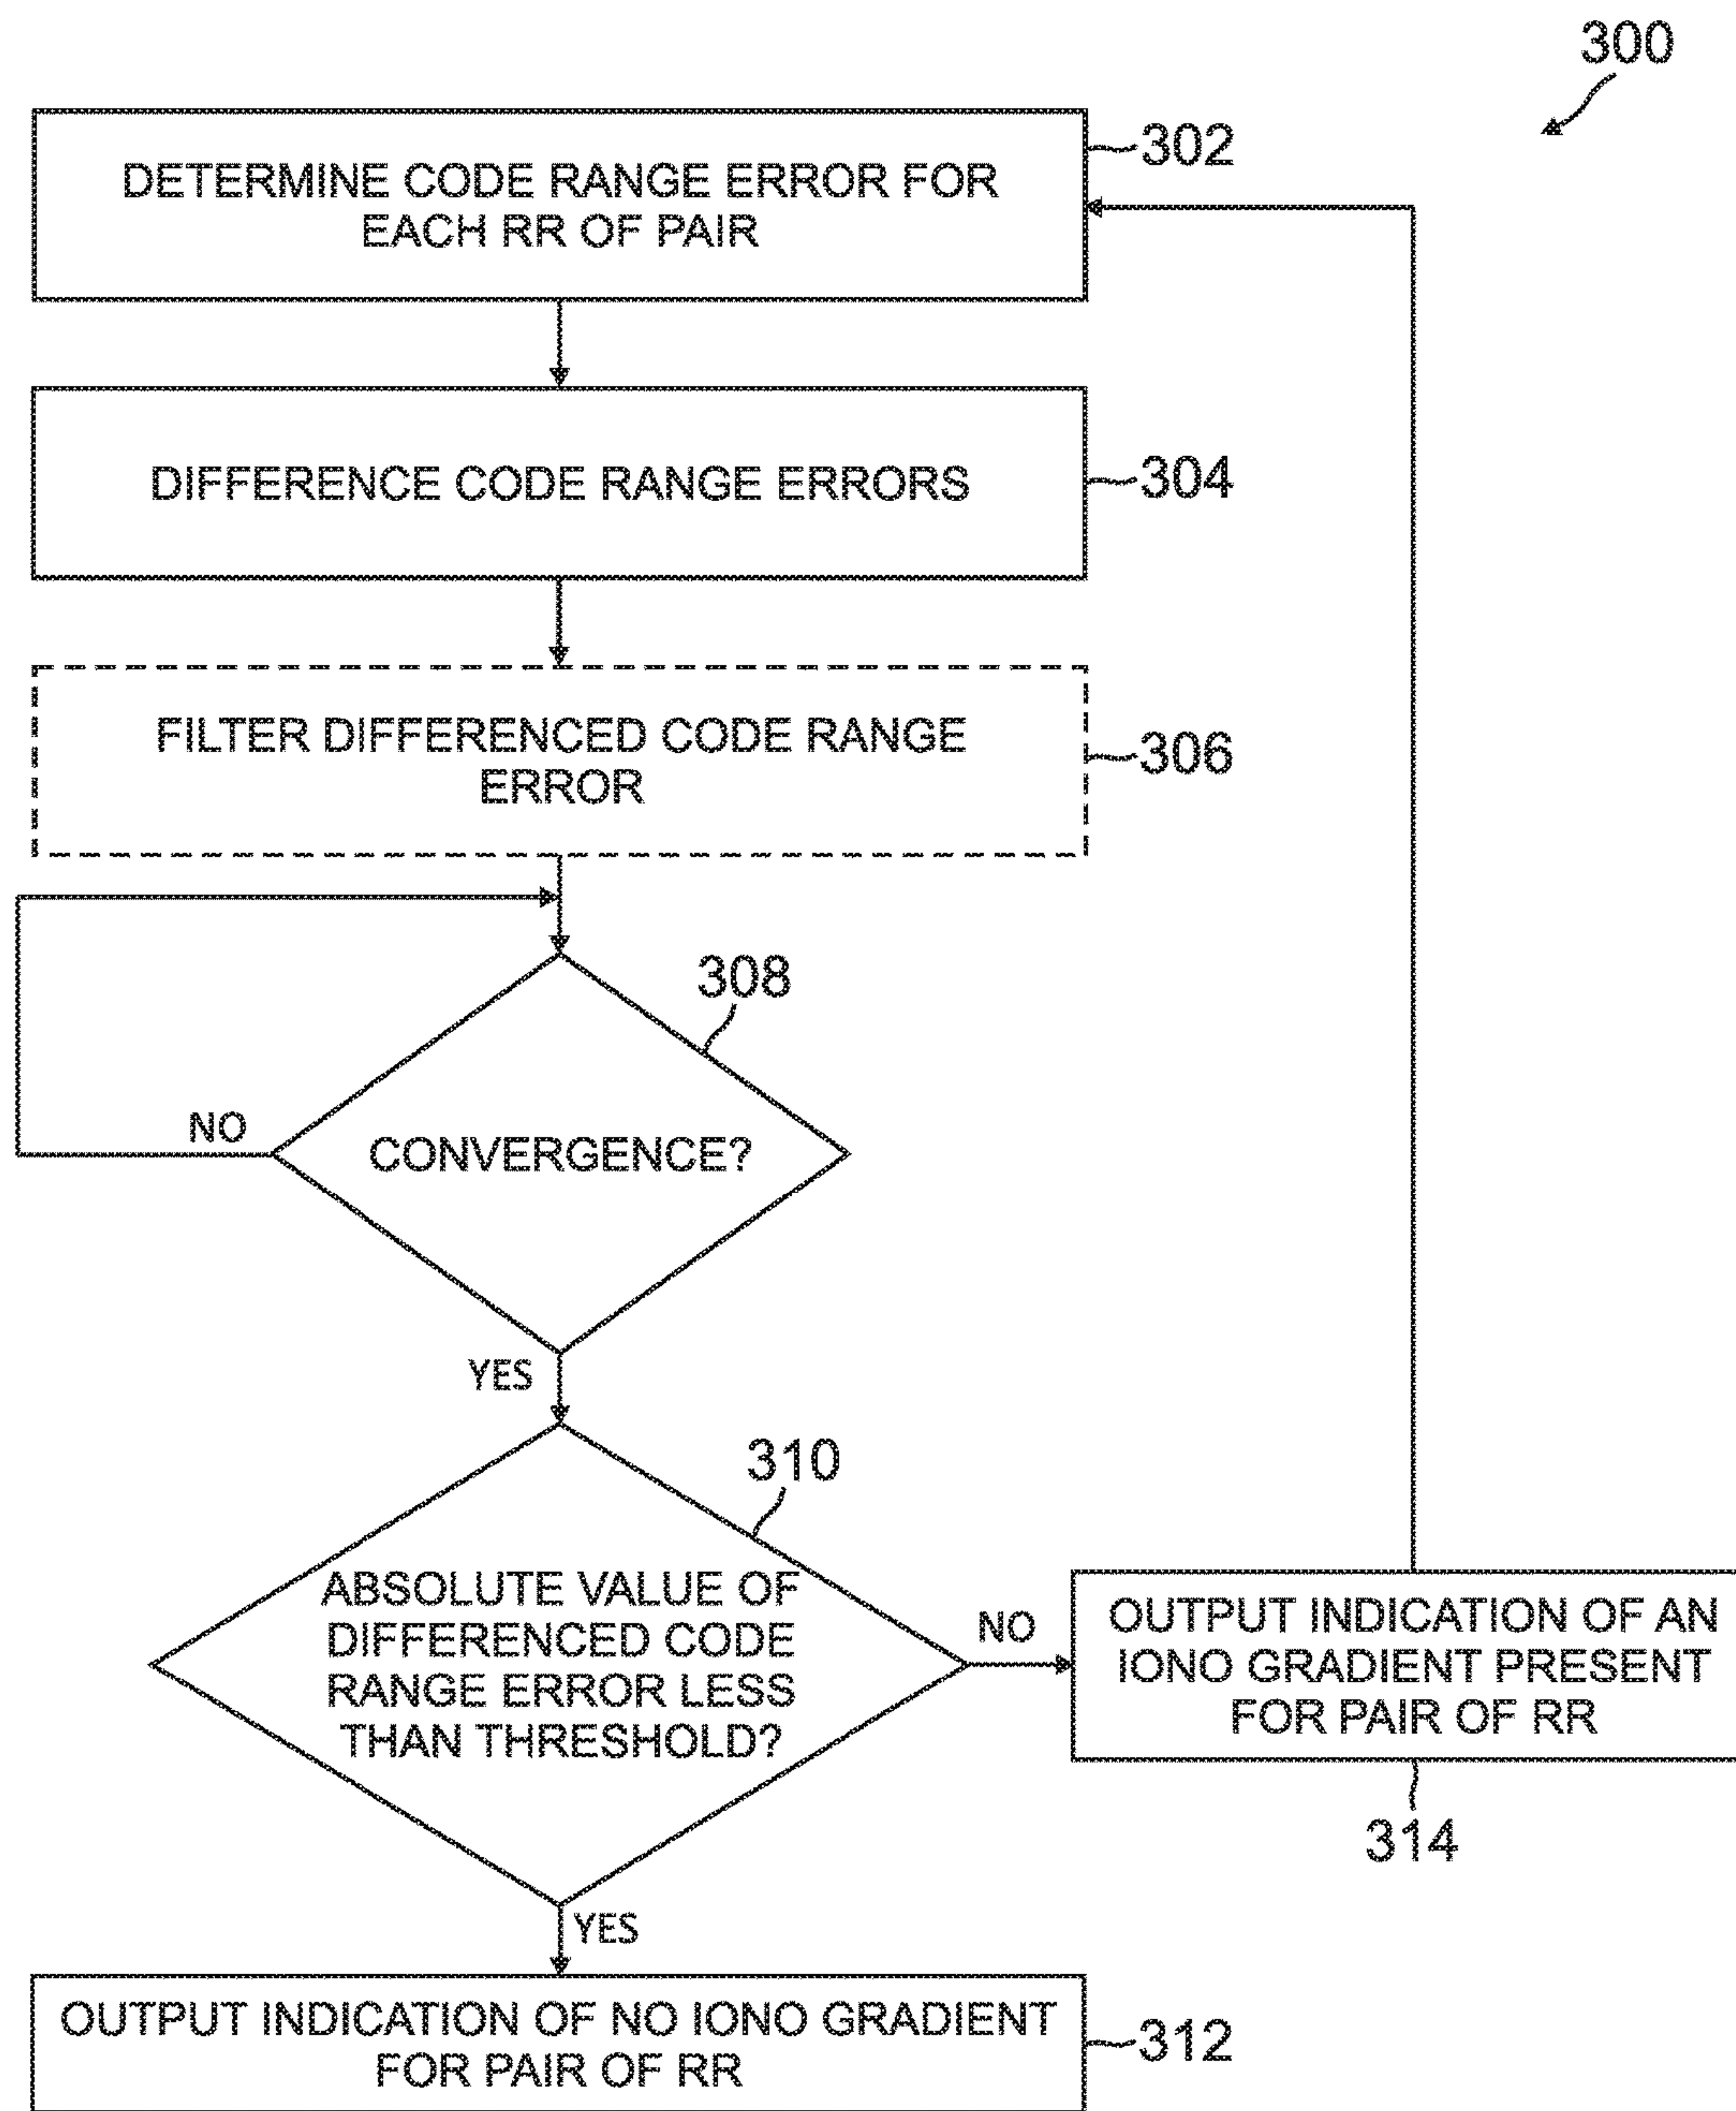 300
DETERMINE CODE RANGE ERROR FOR
EACH RR OF PAIR
302
DIFFERENCE CODE RANGE ERRORS
304
FILTER DIFFERENCED CODE RANGE
ERROR
306
308
CONVERGENCE?
NO
YES
310
ABSOLUTE VALUE OF
DIFFERENCED CODE
RANGE ERROR LESS
THAN THRESHOLD?
NO
OUTPUT INDICATION OF AN
IONO GRADIENT PRESENT
FOR PAIR OF RR
314
YES
OUTPUT INDICATION OF NO IONO GRADIENT
FOR PAIR OF RR
312